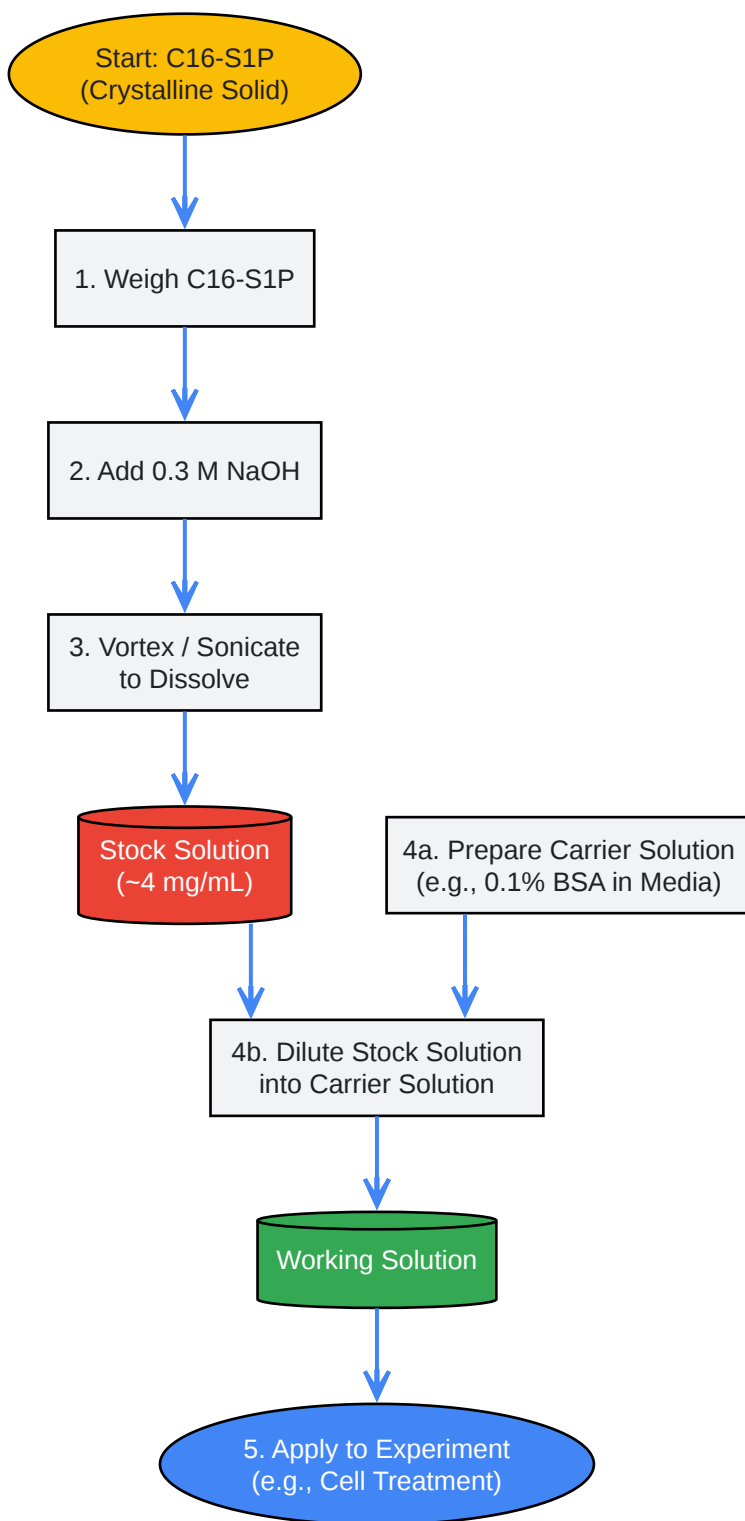 Start: C16-S1P
(Crystalline Solid)
1. Weigh C16-S1P
2. Add 0.3 M NaOH
3. Vortex / Sonicate
to Dissolve
Stock Solution
(~4 mg/mL)
4a. Prepare Carrier Solution
(e.g., 0.1% BSA in Media)
4b. Dilute Stock Solution
into Carrier Solution
Working Solution
5. Apply to Experiment
(e.g., Cell Treatment)